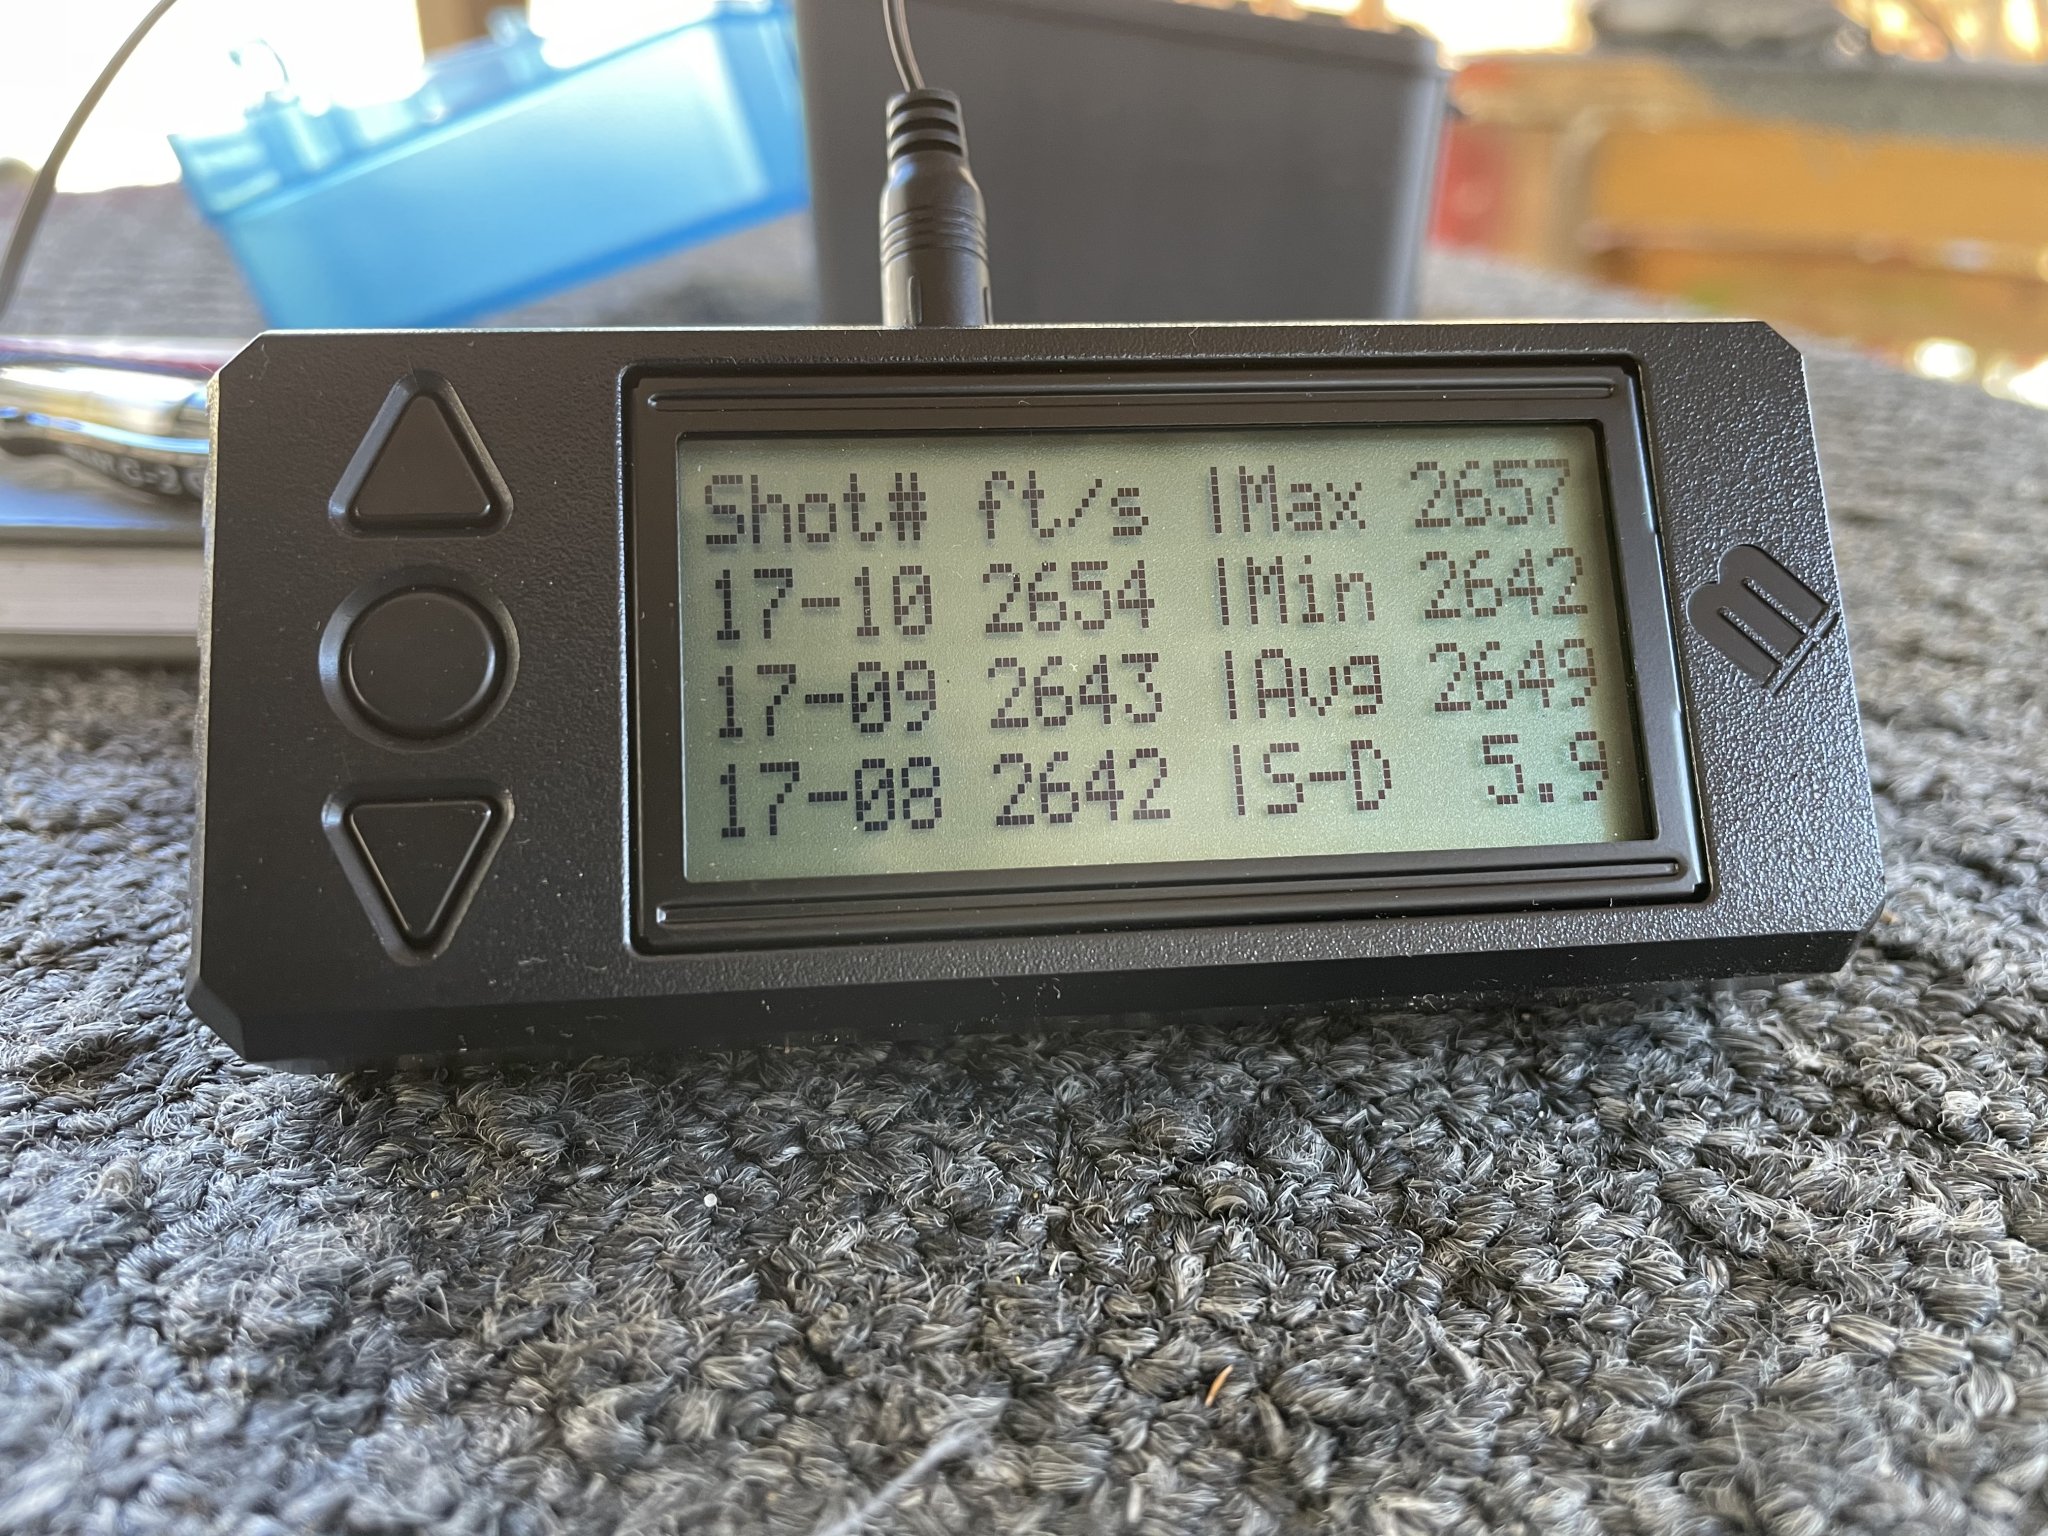 Shot# ft/s |Max 2657
17-10 2654 |Min 2642
17-09 2643 |Avg 2649
17-08 2642 |S-D 5.9